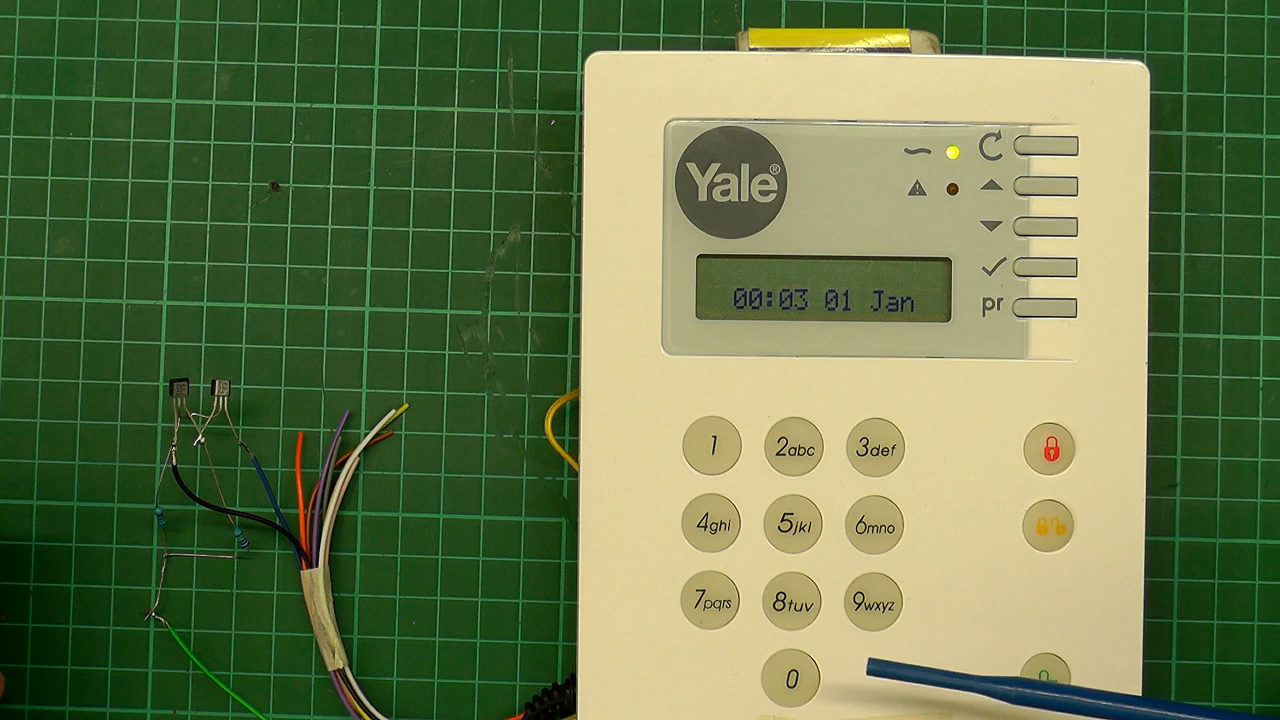 Yale®
00:03 01 Jan
pr
1 2abc 3def
4ghi 5jkl 6mno
7pqrs 8tuv 9wxyz
0